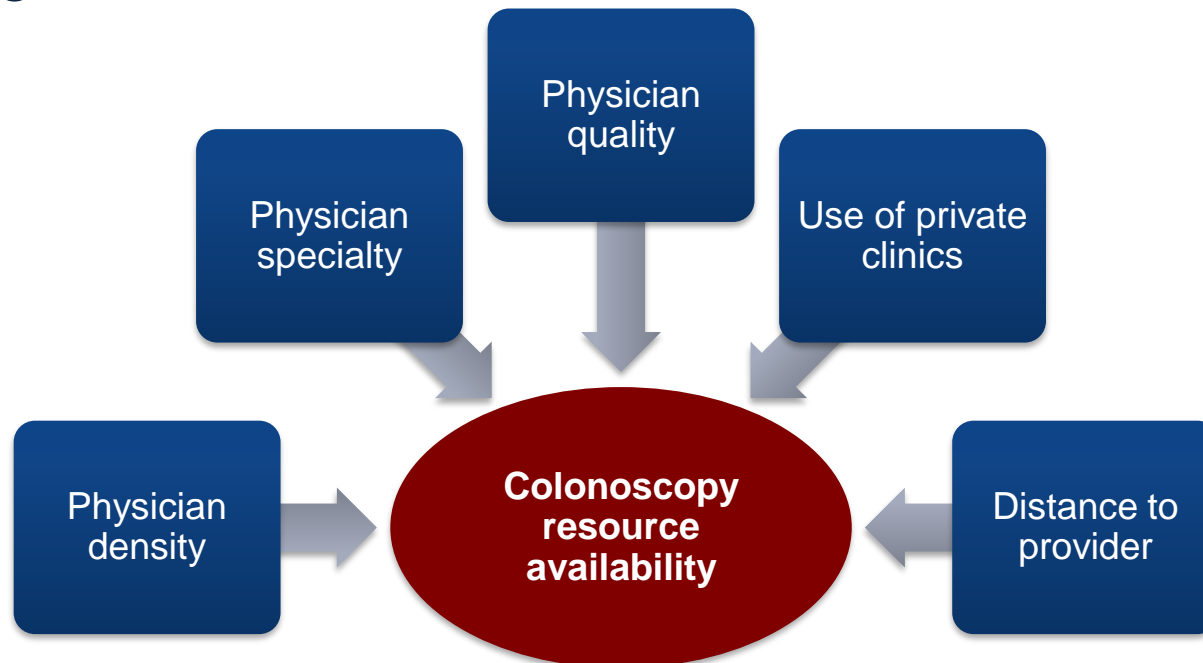 Physician
quality
Physician
specialty
Use of private
clinics
Physician
density
Colonoscopy
resource
availability
Distance to
provider